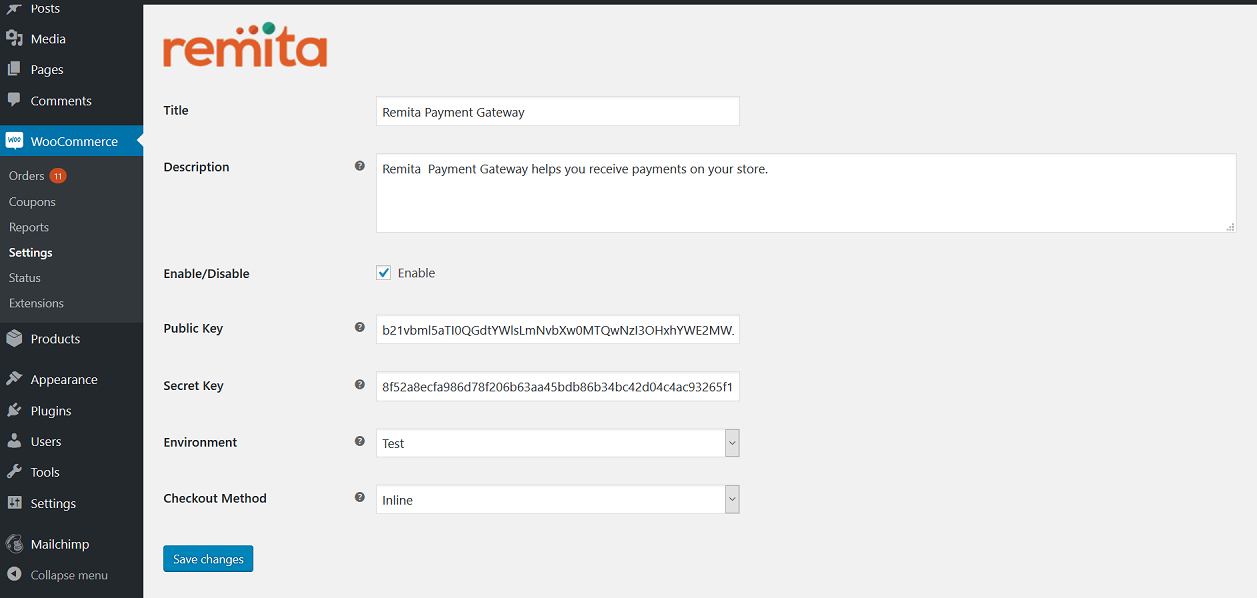 Posts
Media
Pages
Comments
WooCommerce
Orders 11
Coupons
Reports
Settings
Status
Extensions
Products
Appearance
Plugins
Users
Tools
Settings
Mailchimp
Collapse menu
remita
Title
Remita Payment Gateway
Description
Remita  Payment Gateway helps you receive payments on your store.
Enable/Disable
Enable
Public Key
b21vbml5aTI0QGdtYWlsLmNvbXw0MTQwNzI3OHxhYWE2MW.
Secret Key
8f52a8ecfa986d78f206b63aa45bdb86b34bc42d04c4ac93265f1
Environment
Test
Checkout Method
Inline
Save changes